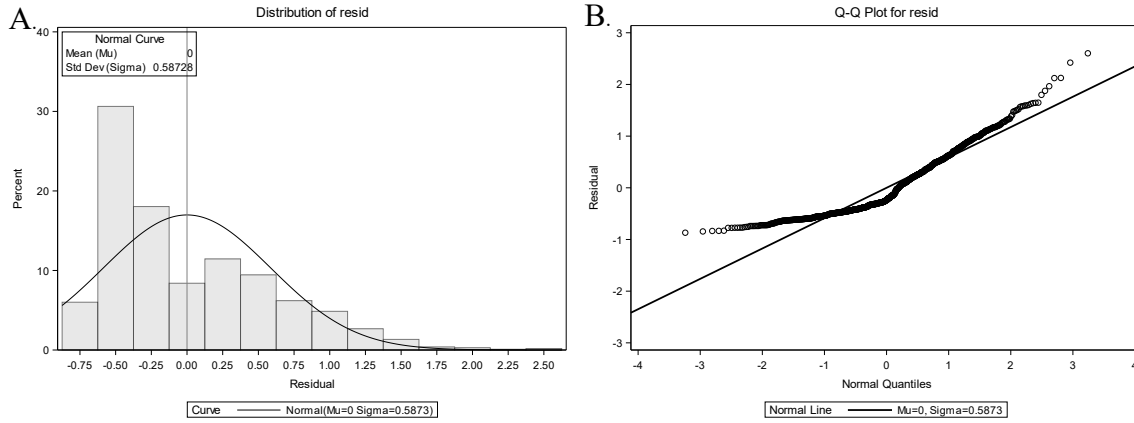 A.
Distribution of resid
Normal Curve
Mean (Mu) 0
Std Dev (Sigma) 0.58728
40
30
20
10
0
Percent
-0.75 -0.50 -0.25 0.00 0.25 0.50 0.75 1.00 1.25 1.50 1.75 2.00 2.25 2.50
Residual
Curve Normal(Mu=0 Sigma=0.5873)
B.
Q-Q Plot for resid
3
2
1
0
-1
-2
-3
Residual
-4 -3 -2 -1 0 1 2 3 4
Normal Quantiles
Normal Line Mu=0, Sigma=0.5873